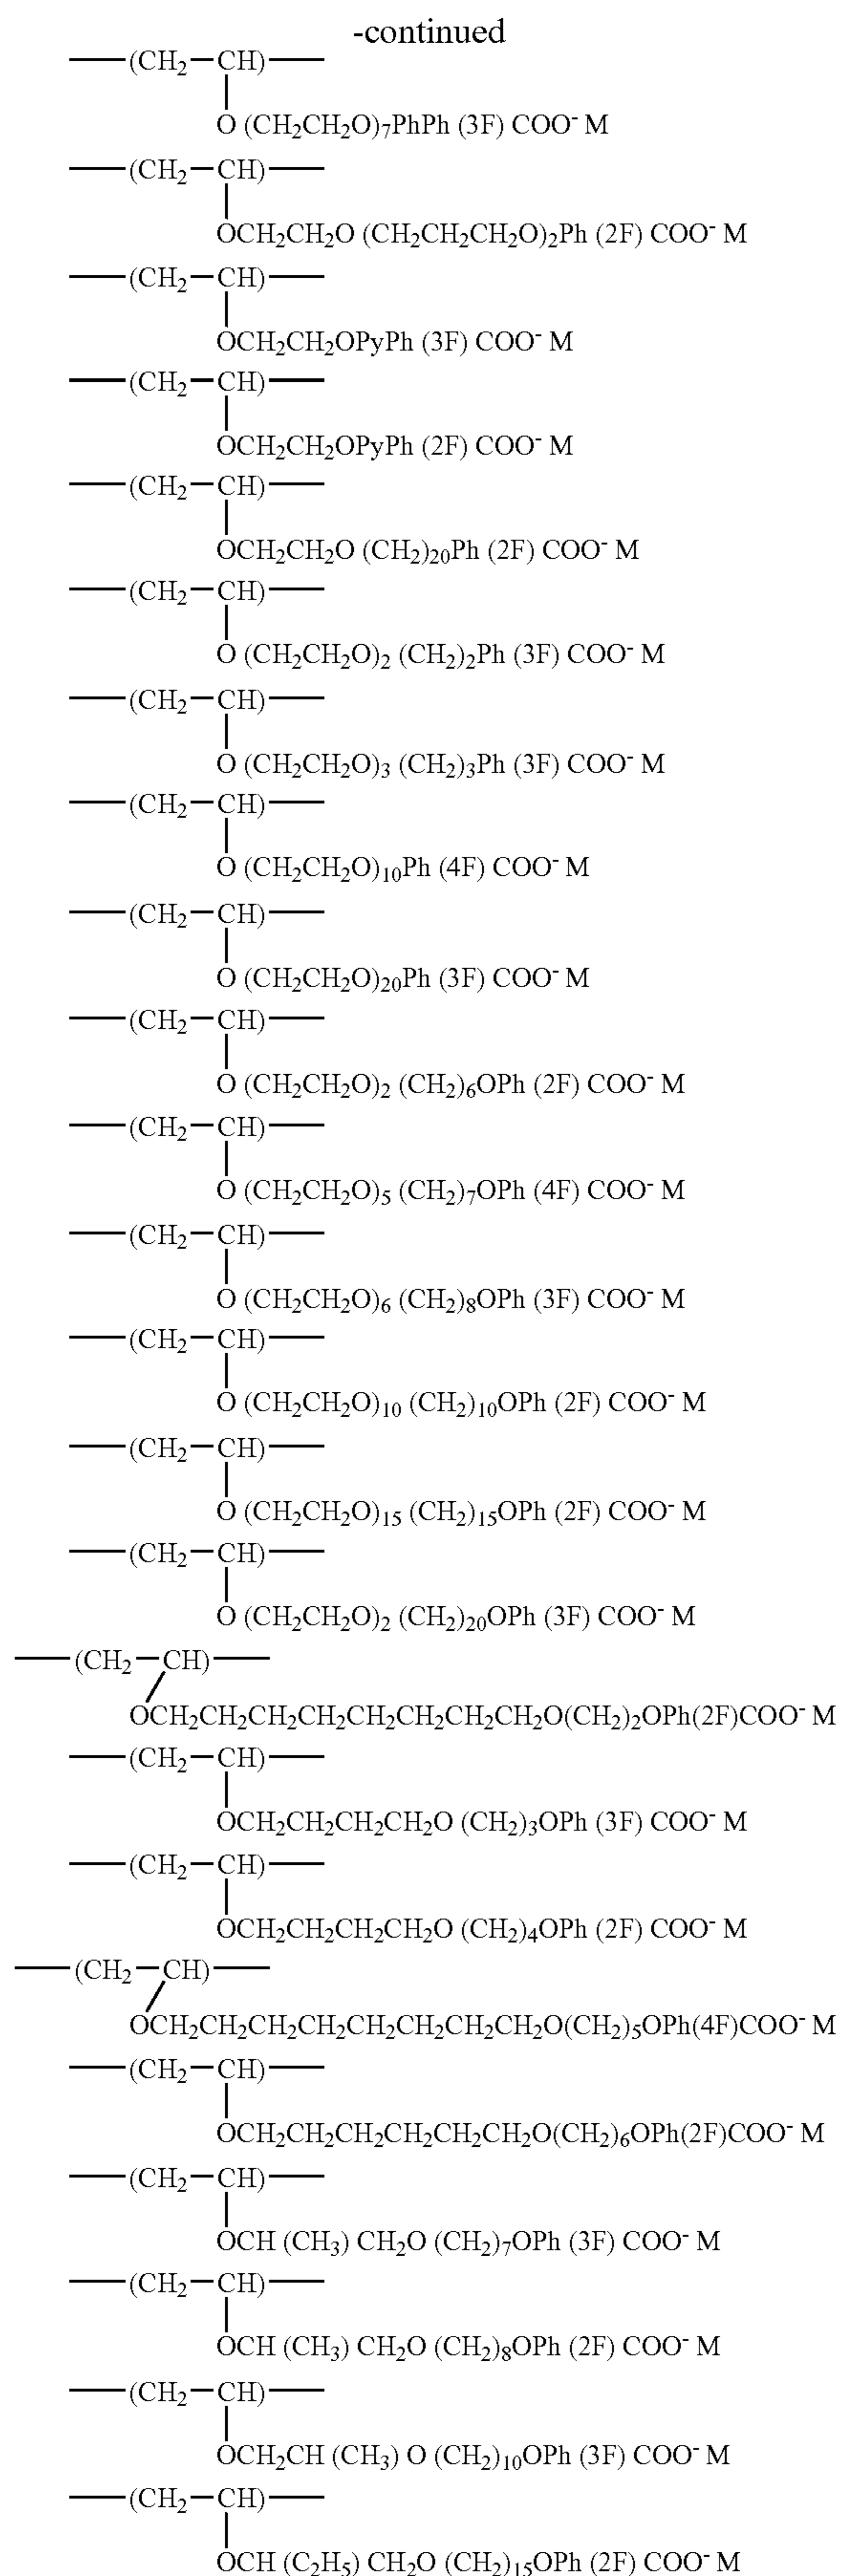 -continued
—(CH₂—CH)—
O (CH₂CH₂O)₇PhPh (3F) COO⁻ M
—(CH₂—CH)—
OCH₂CH₂O (CH₂CH₂CH₂O)₂Ph (2F) COO⁻ M
—(CH₂—CH)—
OCH₂CH₂OPyPh (3F) COO⁻ M
—(CH₂—CH)—
OCH₂CH₂OPyPh (2F) COO⁻ M
—(CH₂—CH)—
OCH₂CH₂O (CH₂)₂₀Ph (2F) COO⁻ M
—(CH₂—CH)—
O (CH₂CH₂O)₂ (CH₂)₂Ph (3F) COO⁻ M
—(CH₂—CH)—
O (CH₂CH₂O)₃ (CH₂)₃Ph (3F) COO⁻ M
—(CH₂—CH)—
O (CH₂CH₂O)₁₀Ph (4F) COO⁻ M
—(CH₂—CH)—
O (CH₂CH₂O)₂₀Ph (3F) COO⁻ M
—(CH₂—CH)—
O (CH₂CH₂O)₂ (CH₂)₆OPh (2F) COO⁻ M
—(CH₂—CH)—
O (CH₂CH₂O)₅ (CH₂)₇OPh (4F) COO⁻ M
—(CH₂—CH)—
O (CH₂CH₂O)₆ (CH₂)₈OPh (3F) COO⁻ M
—(CH₂—CH)—
O (CH₂CH₂O)₁₀ (CH₂)₁₀OPh (2F) COO⁻ M
—(CH₂—CH)—
O (CH₂CH₂O)₁₅ (CH₂)₁₅OPh (2F) COO⁻ M
—(CH₂—CH)—
O (CH₂CH₂O)₂ (CH₂)₂₀OPh (3F) COO⁻ M
—(CH₂—CH)—
OCH₂CH₂CH₂CH₂CH₂CH₂CH₂CH₂O(CH₂)₂OPh(2F)COO⁻ M
—(CH₂—CH)—
OCH₂CH₂CH₂CH₂O (CH₂)₃OPh (3F) COO⁻ M
—(CH₂—CH)—
OCH₂CH₂CH₂CH₂O (CH₂)₄OPh (2F) COO⁻ M
—(CH₂—CH)—
OCH₂CH₂CH₂CH₂CH₂CH₂CH₂CH₂O(CH₂)₅OPh(4F)COO⁻ M
—(CH₂—CH)—
OCH₂CH₂CH₂CH₂CH₂CH₂O(CH₂)₆OPh(2F)COO⁻ M
—(CH₂—CH)—
OCH (CH₃) CH₂O (CH₂)₇OPh (3F) COO⁻ M
—(CH₂—CH)—
OCH (CH₃) CH₂O (CH₂)₈OPh (2F) COO⁻ M
—(CH₂—CH)—
OCH₂CH (CH₃) O (CH₂)₁₀OPh (3F) COO⁻ M
—(CH₂—CH)—
OCH (C₂H₅) CH₂O (CH₂)₁₅OPh (2F) COO⁻ M